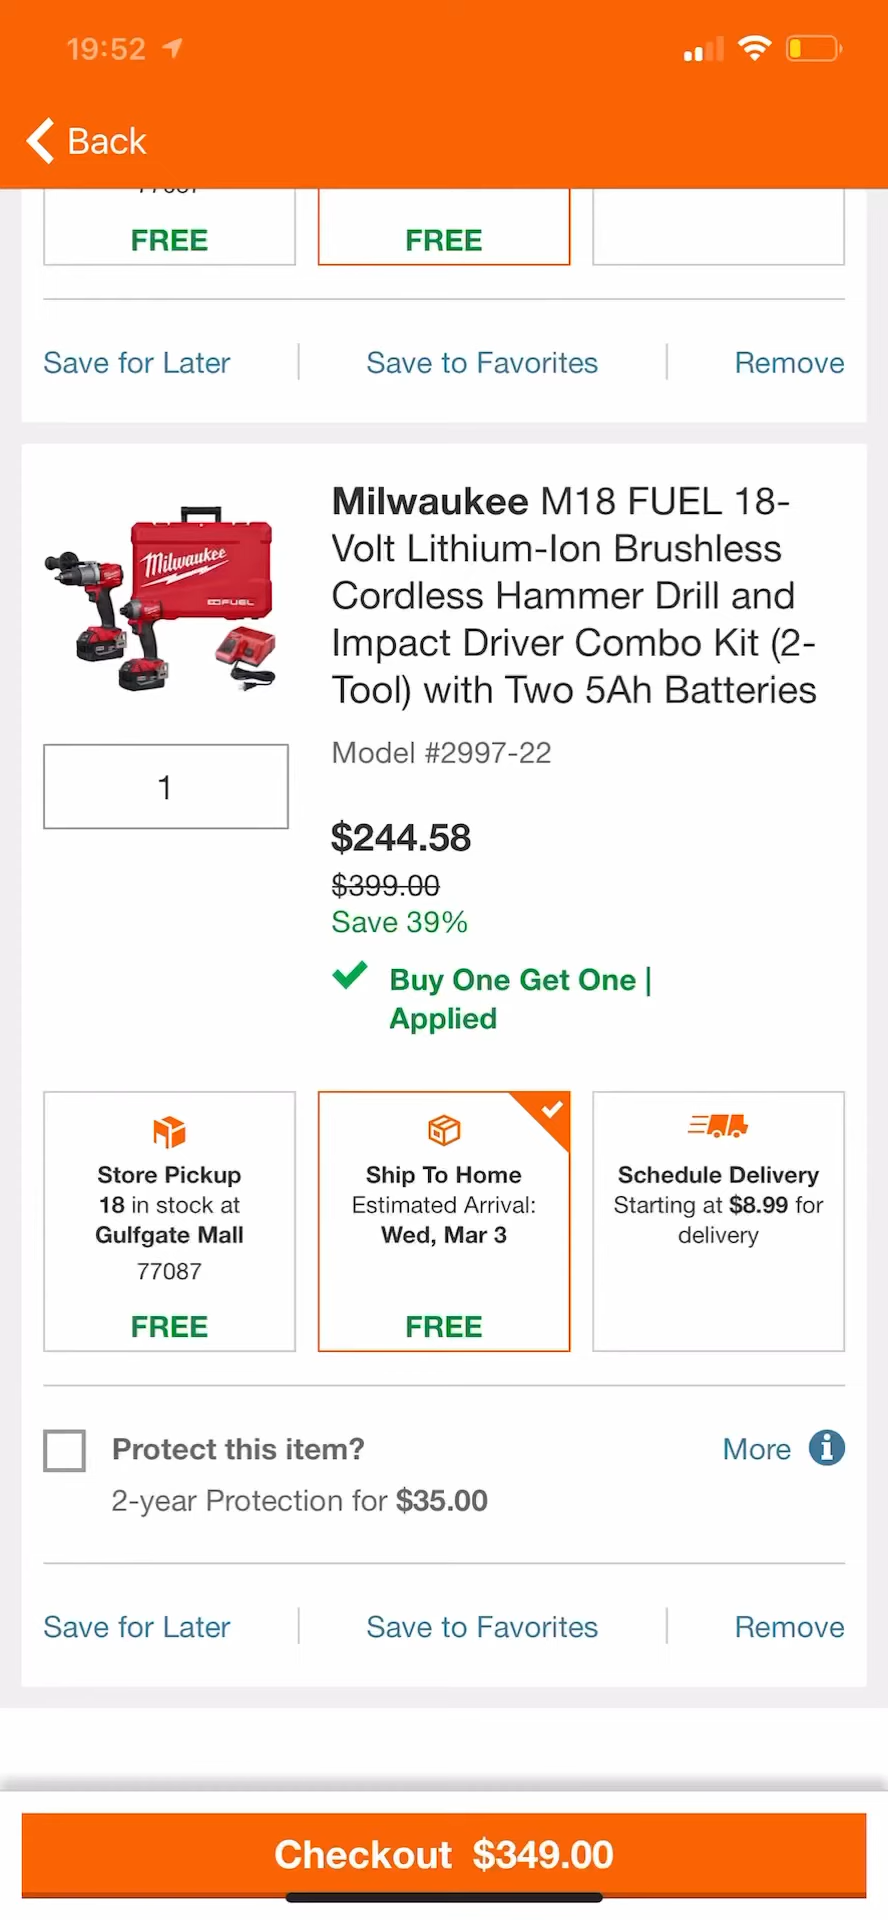 19:52
Back
FREE
FREE
Save for Later
Save to Favorites
Remove
Milwaukee M18 FUEL 18-
Volt Lithium-Ion Brushless
Cordless Hammer Drill and
Impact Driver Combo Kit (2-
Tool) with Two 5Ah Batteries
Milwaukee
FUEL
Model #2997-22
1
$244.58
$399.00
Save 39%
Buy One Get One |
Applied
Store Pickup
18 in stock at
Gulfgate Mall
77087
FREE
Ship To Home
Estimated Arrival:
Wed, Mar 3
FREE
Schedule Delivery
Starting at $8.99 for
delivery
Protect this item?
More
2-year Protection for $35.00
Save for Later
Save to Favorites
Remove
Checkout $349.00